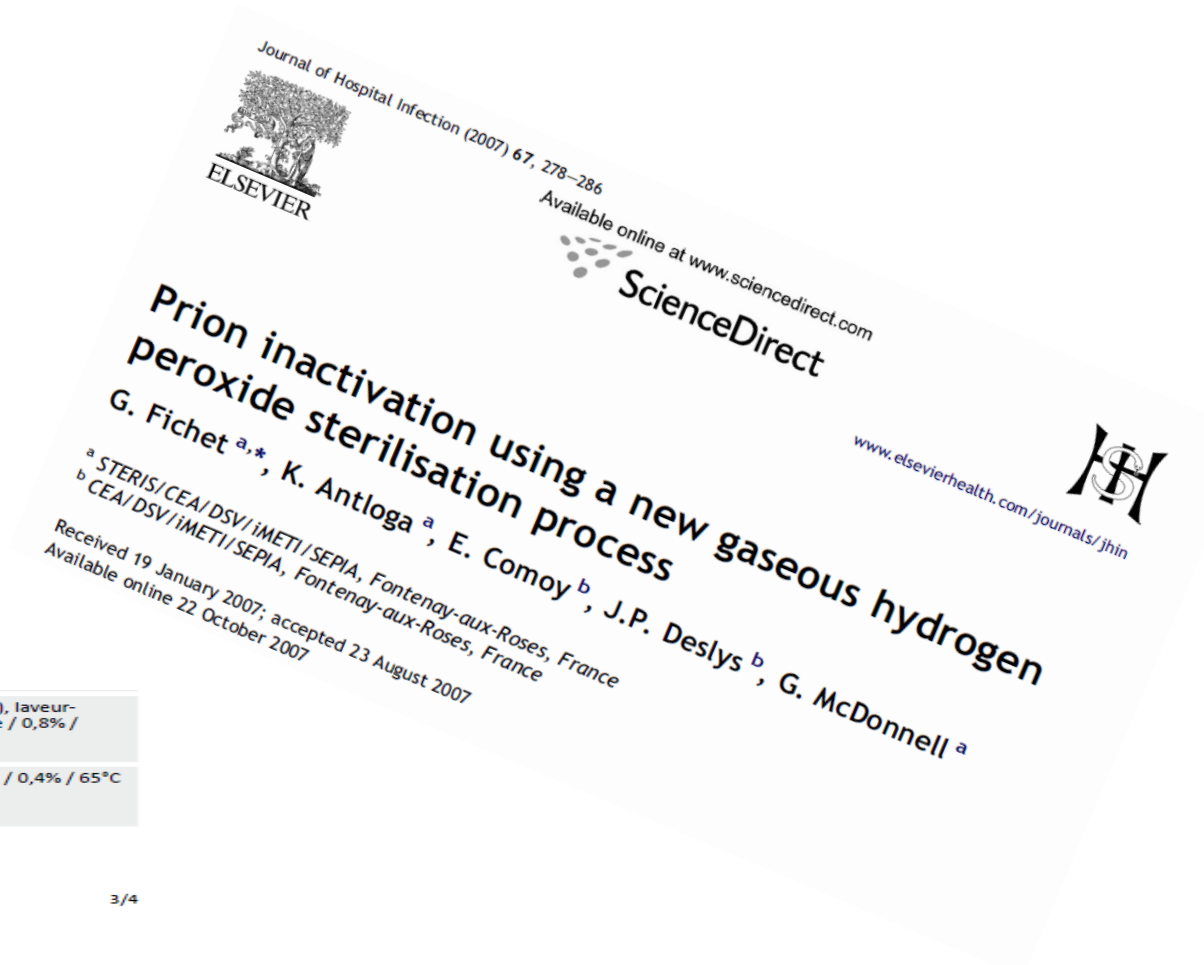 Journal of Hospital Infection (2007) 67, 278–286
ELSEVIER
Available online at www.sciencedirect.com
ScienceDirect
www.elsevierhealth.com/journals/jhin
Prion inactivation using a new gaseous hydrogen
peroxide sterilisation process
G. Fichet a,*, K. Antloga a, E. Comoy b, J.P. Deslys b, G. McDonnell a
a STERIS/CEA/DSV/iMETI/SEPIA, Fontenay-aux-Roses, France
b CEA/DSV/iMETI/SEPIA, Fontenay-aux-Roses, France
Received 19 January 2007; accepted 23 August 2007
Available online 22 October 2007
), laveur-
/ 0,8% /
/ 0,4% / 65°C
3/4